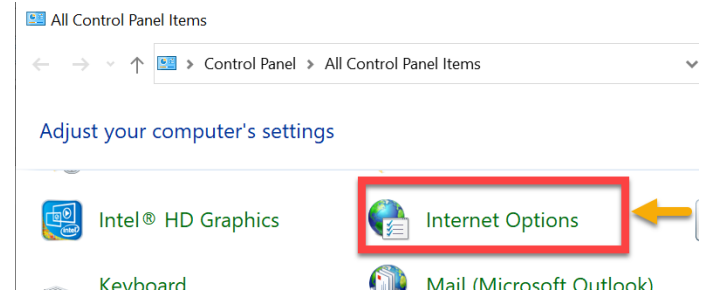 All Control Panel Items
Control Panel > All Control Panel Items
Adjust your computer's settings
Intel® HD Graphics
Internet Options
Keyboard
Mail (Microsoft Outlook)